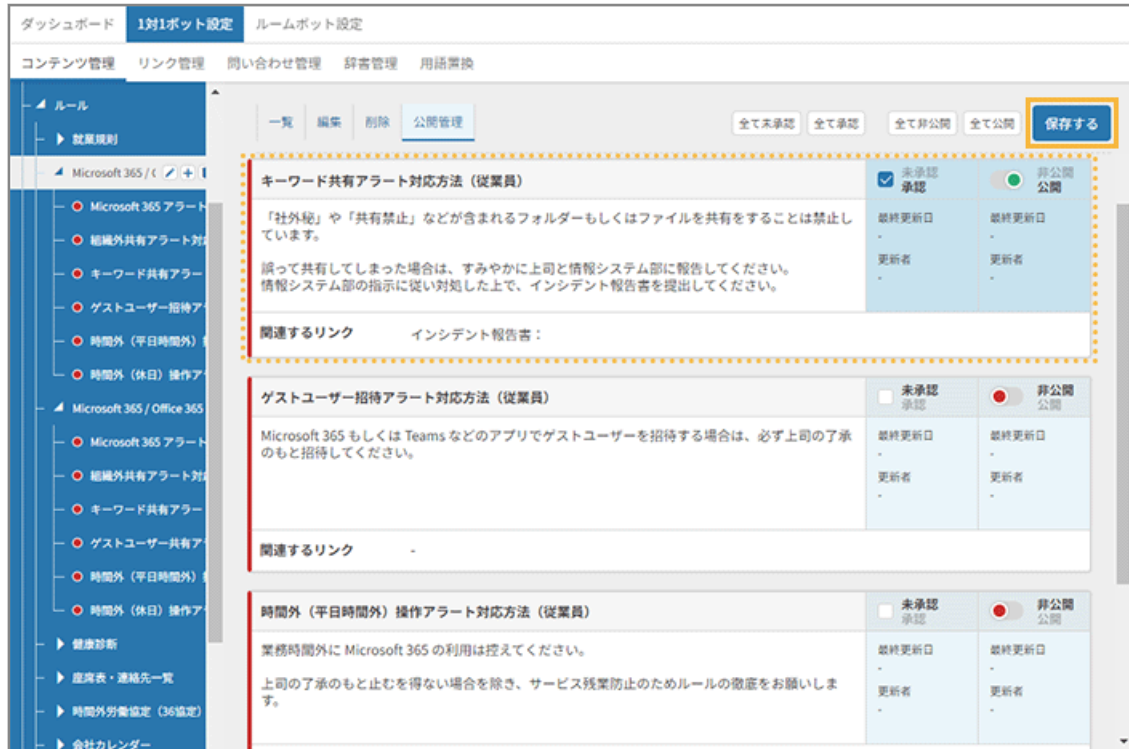 ダッシュボード 1対1ボット設定 ルームボット設定
コンテンツ管理 リンク管理 問い合わせ管理 辞書管理 用語置換
ルール
就業規則
Microsoft 365 / (
Microsoft 365 アラート
組織外共有アラート対
キーワード共有アラー
ゲストユーザー招待ア
時間外（平日時間外）
時間外（休日）操作ア
Microsoft 365 / Office 365
Microsoft 365 アラート
組織外共有アラート対
キーワード共有アラー
ゲストユーザー共有ア
時間外（平日時間外）
時間外（休日）操作ア
健康診断
座席表・連絡先一覧
時間外労働協定（36協定）
会社カレンダー
一覧 編集 削除 公開管理 全て未承認 全て承認 全て非公開 全て公開 保存する
キーワード共有アラート対応方法（従業員）
未承認 非公開
承認 公開
「社外秘」や「共有禁止」などが含まれるフォルダーもしくはファイルを共有をすることは禁止し
ています。
誤って共有してしまった場合は、すみやかに上司と情報システム部に報告してください。
情報システム部の指示に従い対処した上で、インシデント報告書を提出してください。
最終更新日 最終更新日
- -
更新者 更新者
- -
関連するリンク インシデント報告書：
ゲストユーザー招待アラート対応方法（従業員）
未承認 非公開
承認 公開
Microsoft 365 もしくは Teams などのアプリでゲストユーザーを招待する場合は、必ず上司の了承
のもと招待してください。
最終更新日 最終更新日
- -
更新者 更新者
- -
関連するリンク -
時間外（平日時間外）操作アラート対応方法（従業員）
未承認 非公開
承認 公開
業務時間外に Microsoft 365 の利用は控えてください。
上司の了承のもと止むを得ない場合を除き、サービス残業防止のためルールの徹底をお願いしま
す。
最終更新日 最終更新日
- -
更新者 更新者
- -